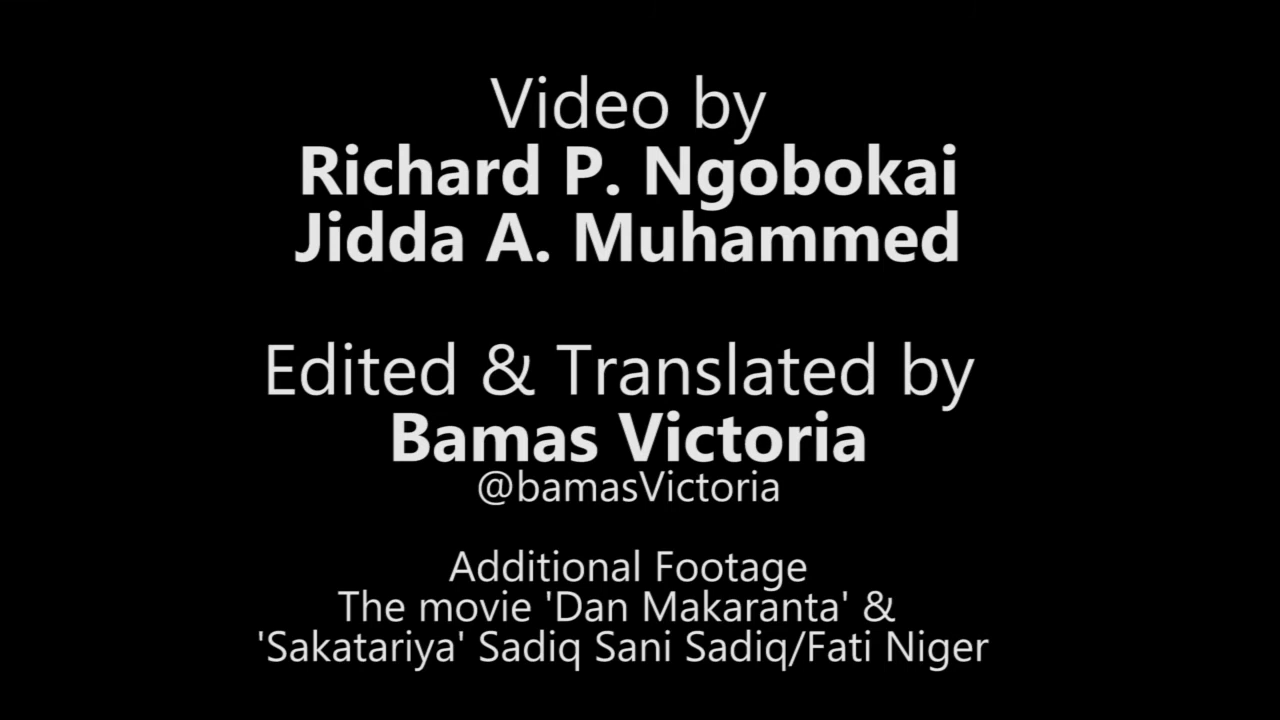 Video by
Richard P. Ngobokai
Jidda A. Muhammed
Edited & Translated by
Bamas Victoria
@bamasVictoria
Additional Footage
The movie 'Dan Makaranta' &
'Sakatariya' Sadiq Sani Sadiq/Fati Niger